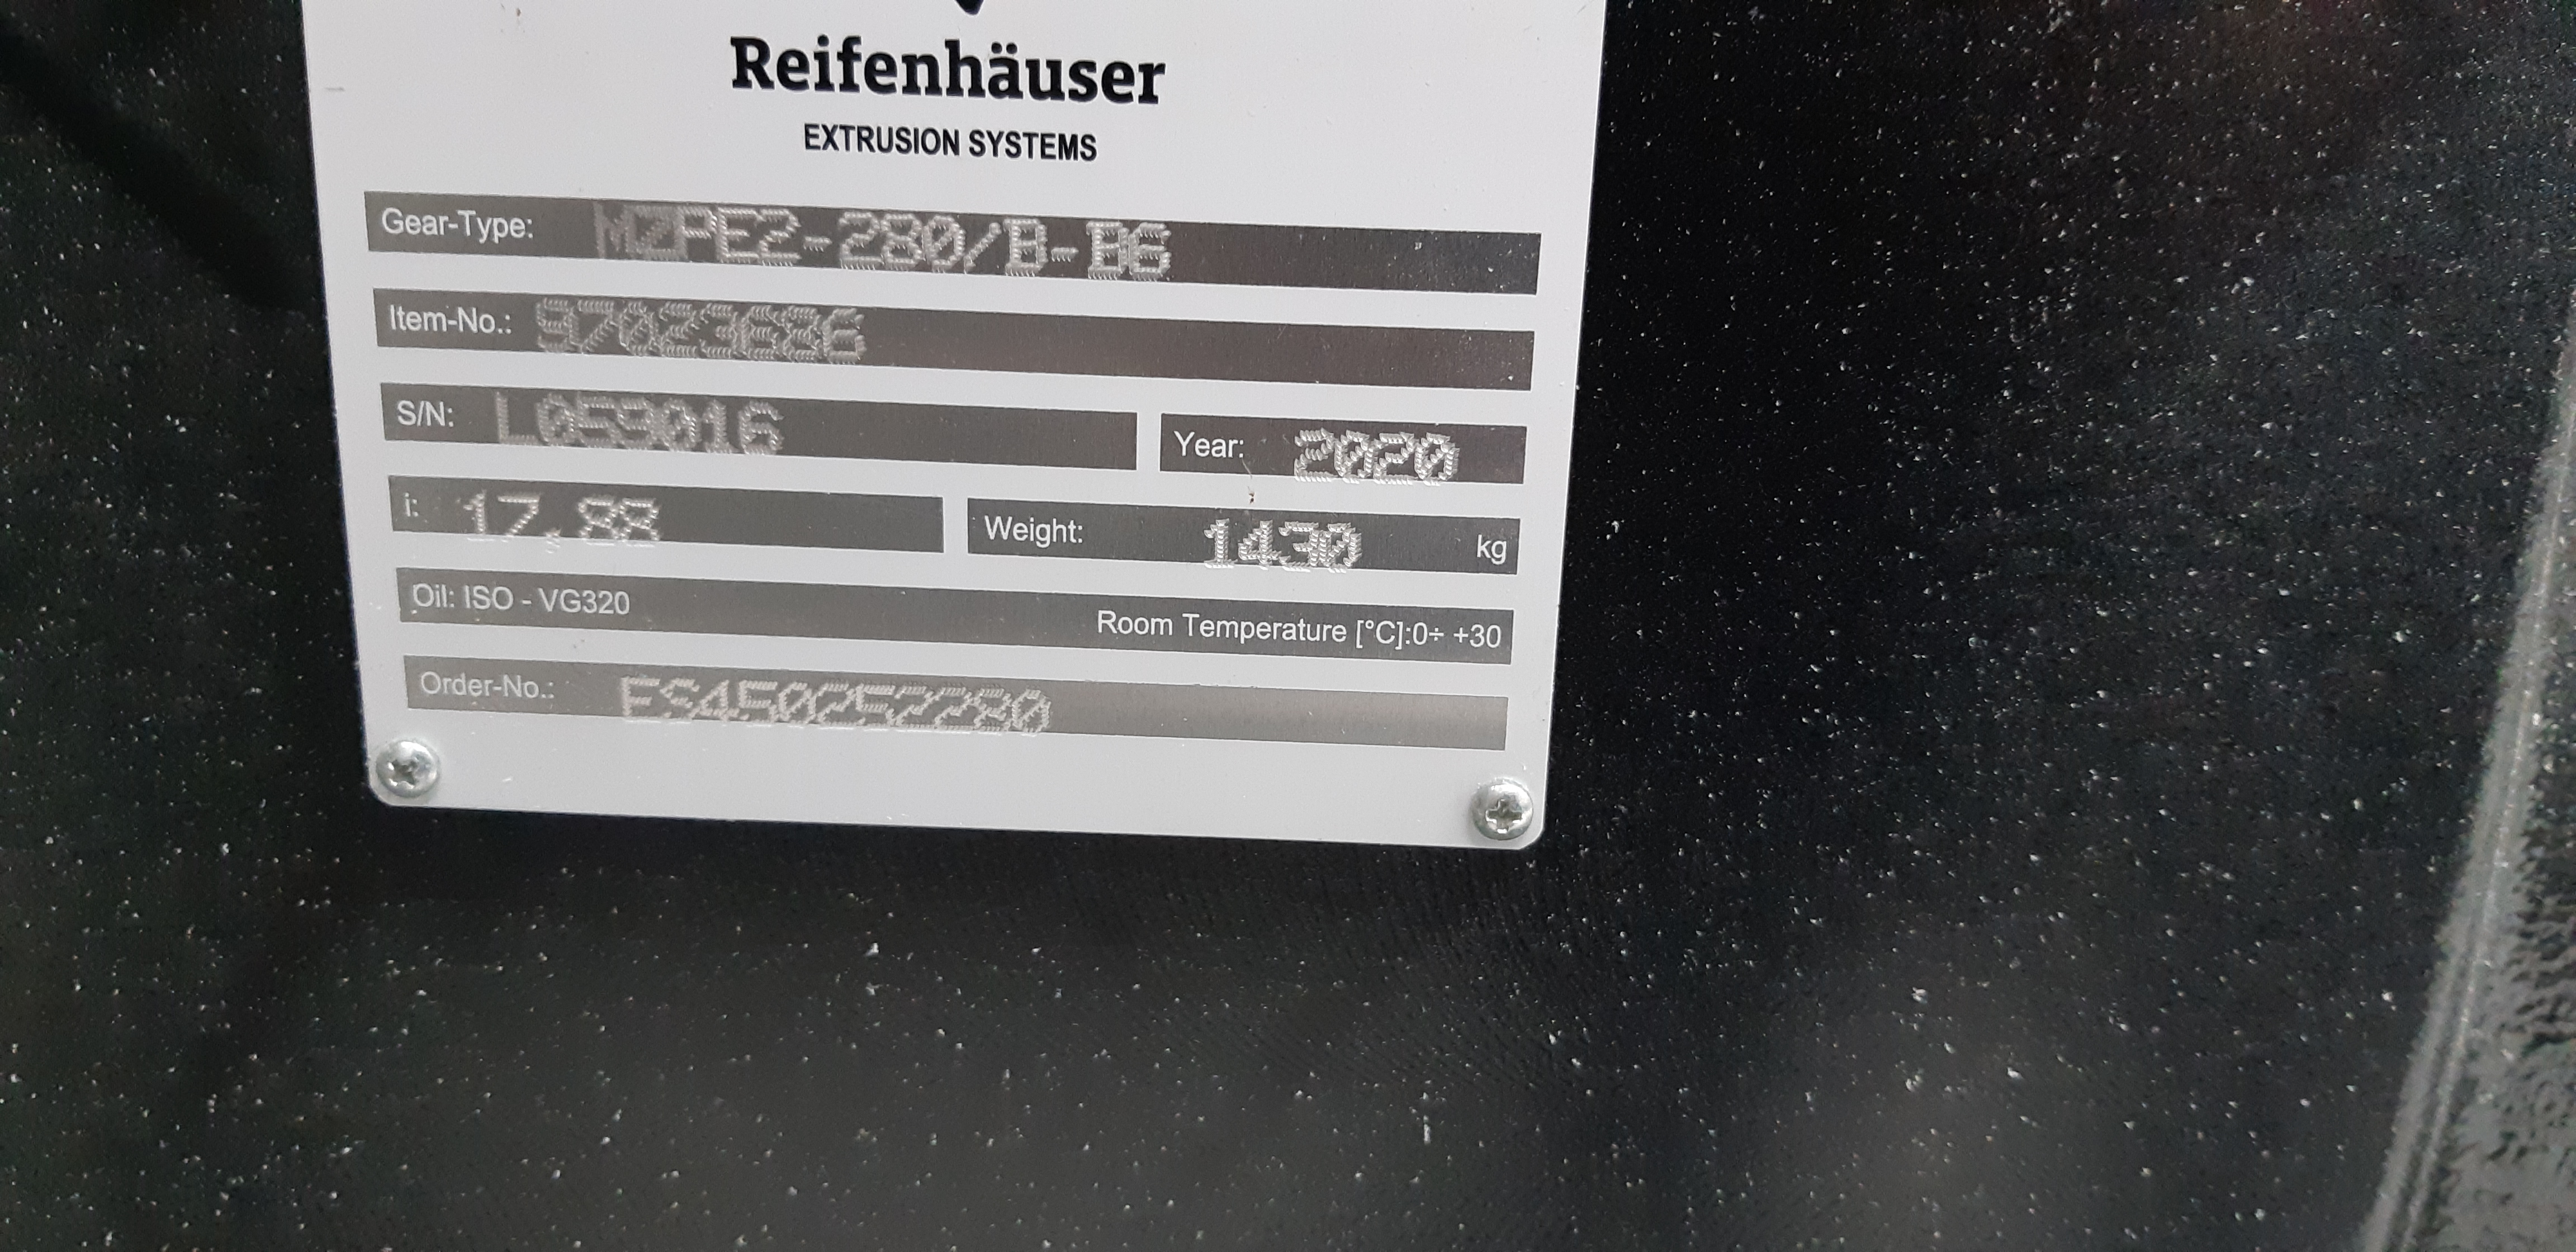 Reifenhäuser
EXTRUSION SYSTEMS
Gear-Type: MZPE2-280/B-B6
Item-No.: 97023686
S/N: L059016 Year: 2020
i: 17,88 Weight: 1430 kg
Oil: ISO - VG320 Room Temperature [°C]:0÷ +30
Order-No.: ES450252280